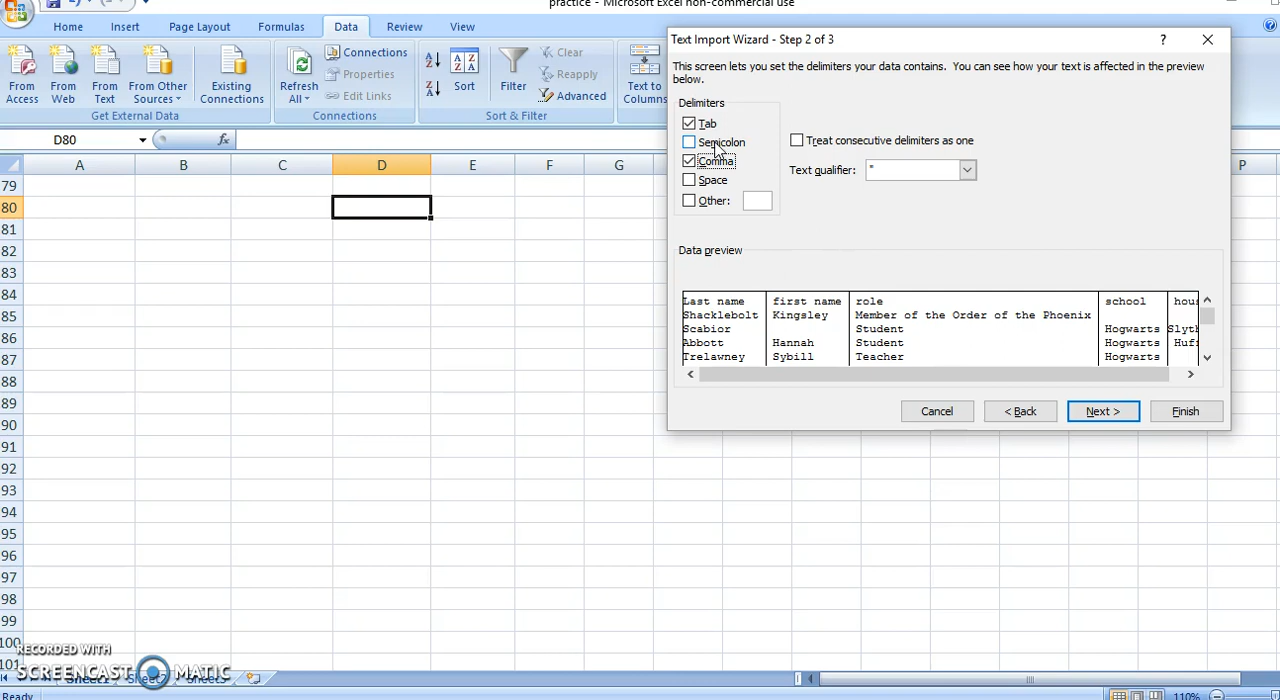 practice - Microsoft Excel non-commercial use
Home Insert Page Layout Formulas Data Review View
From Access
From Web
From Text
From Other Sources
Existing Connections
Get External Data
Refresh All
Connections
Properties
Edit Links
Connections
Sort
Filter
Clear
Reapply
Advanced
Sort & Filter
Text to Columns
D80
fx
A B C D E F G P
79
80
81
82
83
84
85
86
87
88
89
90
91
92
93
94
95
96
97
98
99
100
101
Text Import Wizard - Step 2 of 3
? 
This screen lets you set the delimiters your data contains. You can see how your text is affected in the preview
below.
Delimiters
Tab
Semicolon
Comma
Space
Other:
Treat consecutive delimiters as one
Text qualifier: "
Data preview
Last name first name role school hous
Shacklebolt Kingsley Member of the Order of the Phoenix
Scabior Student Hogwarts Slyth
Abbott Hannah Student Hogwarts Huff
Trelawney Sybill Teacher Hogwarts
Cancel < Back Next > Finish
RECORDED WITH
SCREENCAST MATIC
Sheet1 Sheet2 Sheet3
Ready 110%